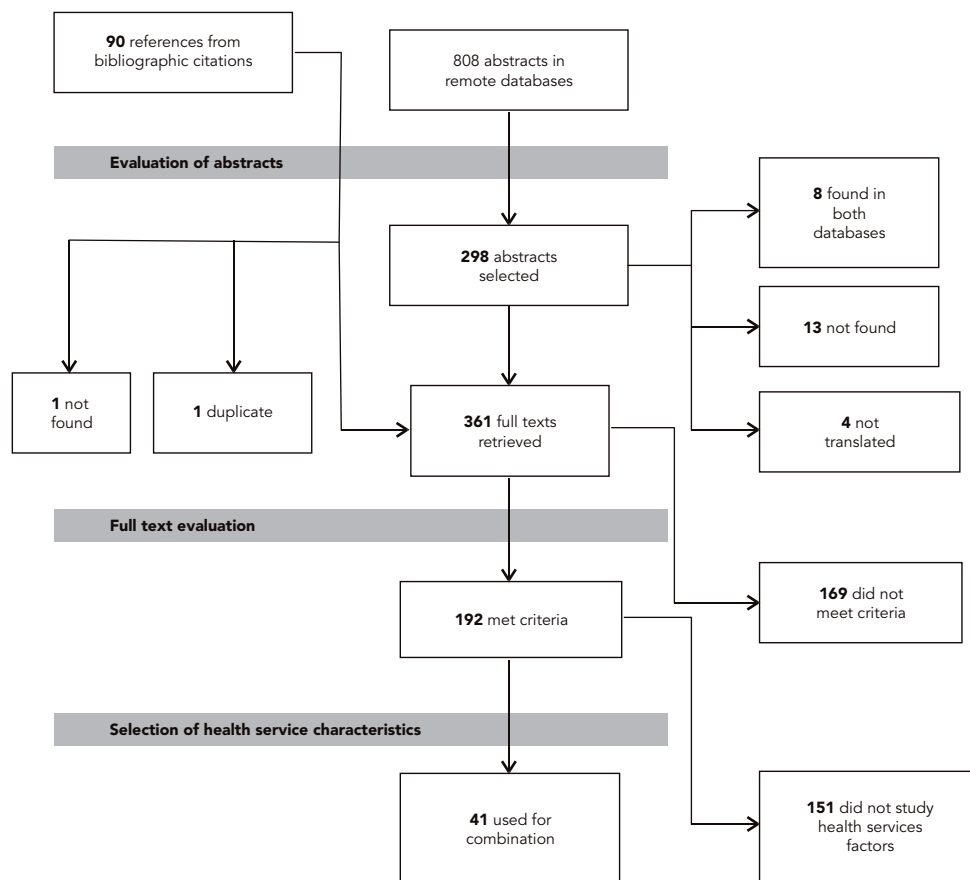 90 references from
bibliographic citations
808 abstracts in
remote databases
Evaluation of abstracts
8 found in
both
databases
298 abstracts
selected
13 not found
1 not
found
1 duplicate
361 full texts
retrieved
4 not
translated
Full text evaluation
192 met criteria
169 did not
meet criteria
Selection of health service characteristics
41 used for
combination
151 did not study
health services
factors